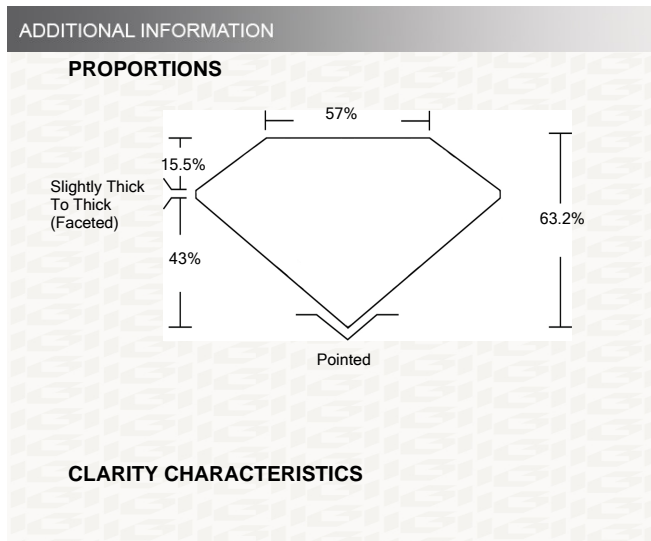 ADDITIONAL INFORMATION
PROPORTIONS
57%
15.5%
Slightly Thick
To Thick
(Faceted)
63.2%
43%
Pointed
CLARITY CHARACTERISTICS